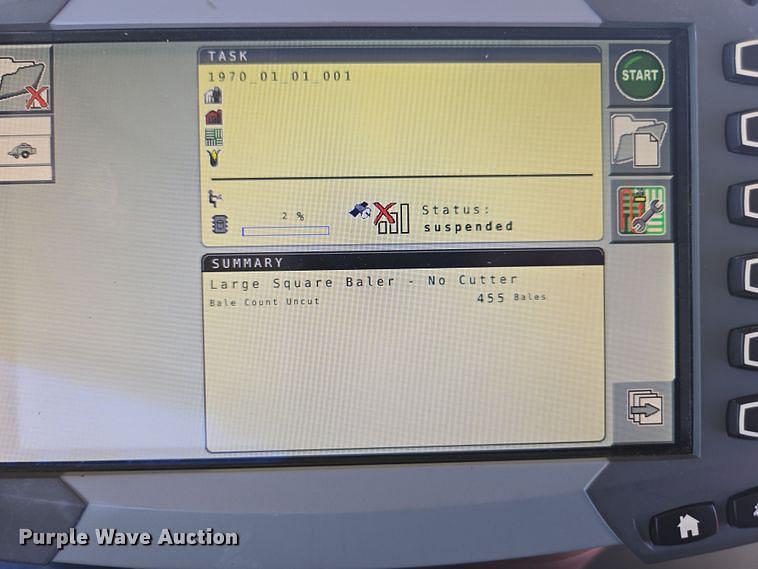 TASK
1970_01_01_001
START
2 %
Status:
suspended
SUMMARY
Large Square Baler - No Cutter
Bale Count Uncut 455 Bales
Purple Wave Auction